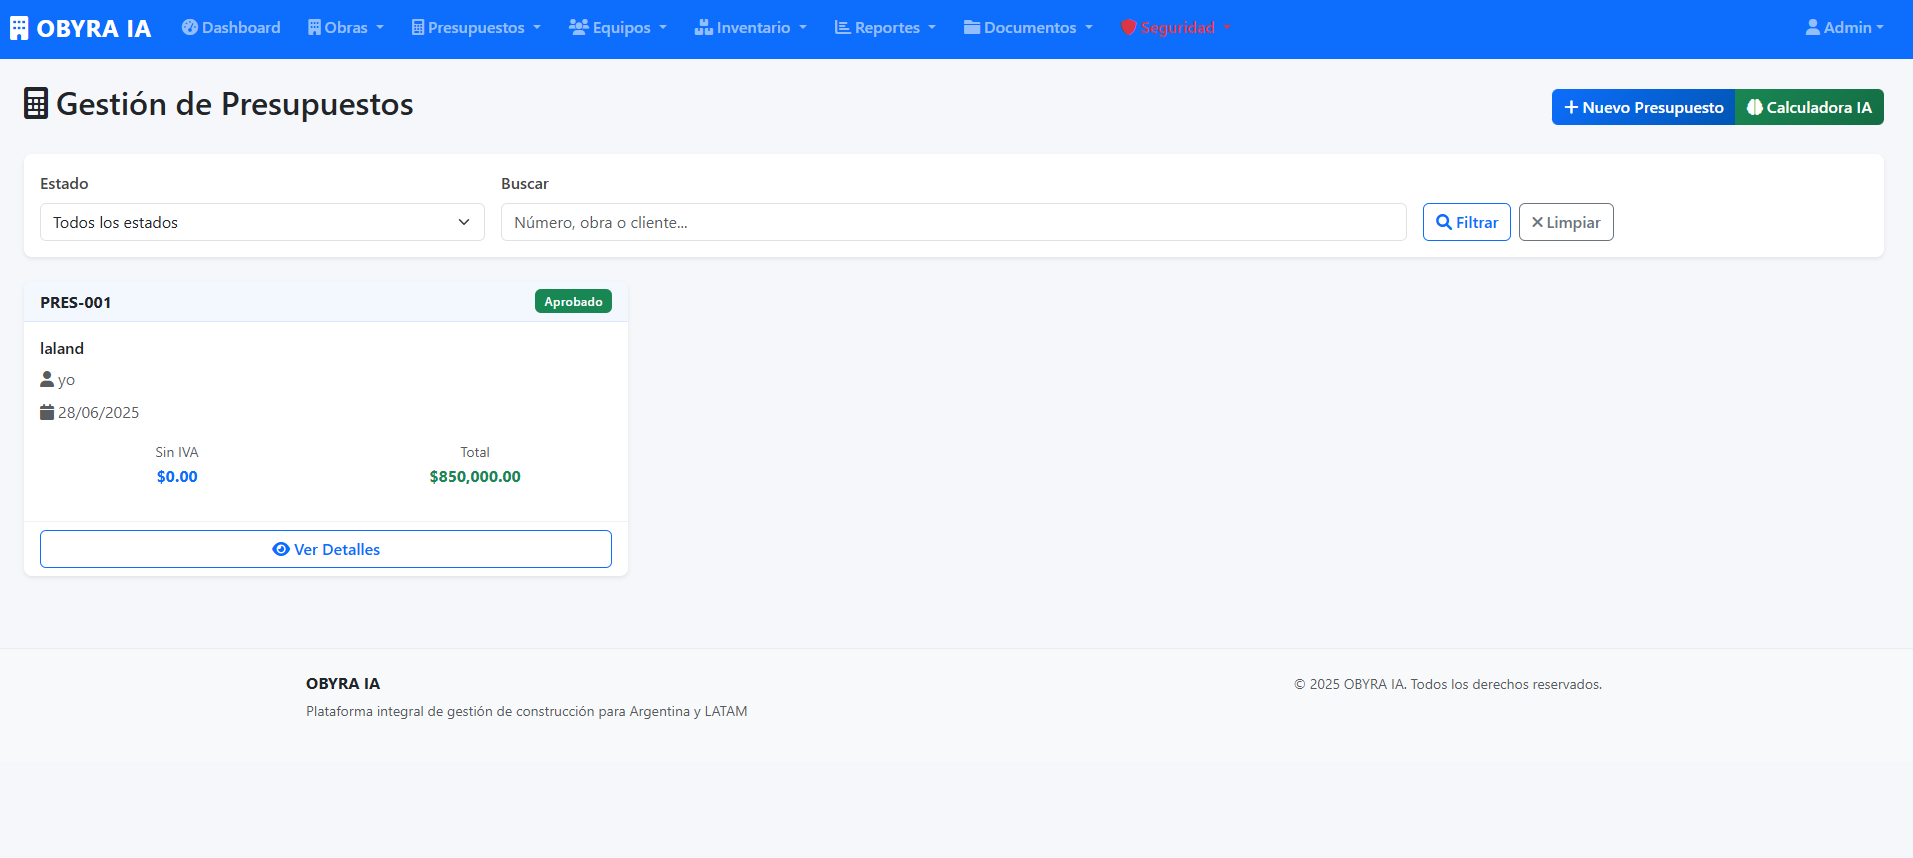 OBYRA IA Dashboard Obras Presupuestos Equipos Inventario Reportes Documentos Seguridad Admin
Gestión de Presupuestos
Nuevo Presupuesto Calculadora IA
Estado Buscar
Todos los estados Número, obra o cliente... Filtrar Limpiar
PRES-001 Aprobado
laland
yo
28/06/2025
Sin IVA Total
$0.00 $850,000.00
Ver Detalles
OBYRA IA © 2025 OBYRA IA. Todos los derechos reservados.
Plataforma integral de gestión de construcción para Argentina y LATAM